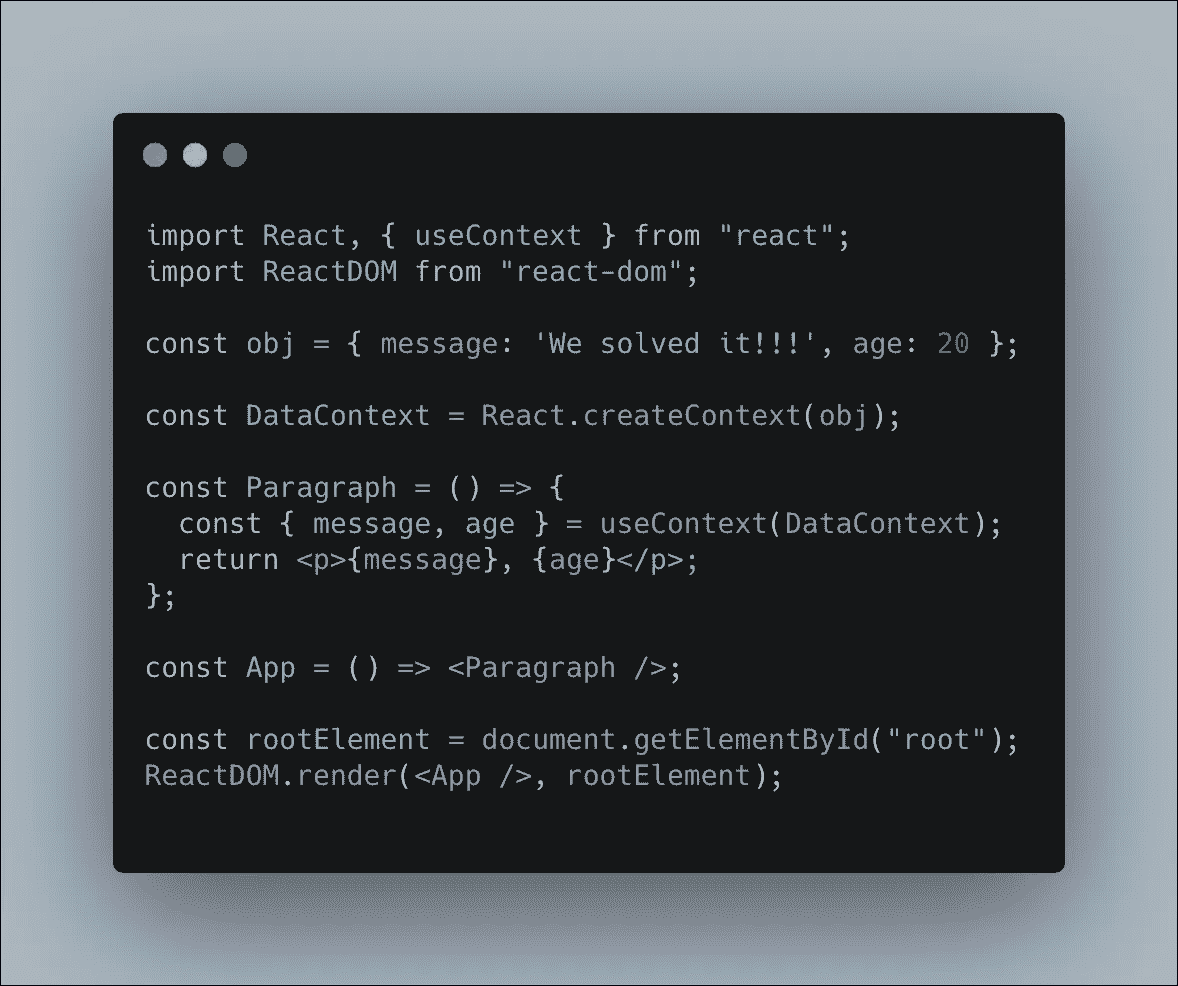 import React, { useContext } from "react";
import ReactDOM from "react-dom";
const obj = { message: 'We solved it!!!', age: 20 };
const DataContext = React.createContext(obj);
const Paragraph = () => {
  const { message, age } = useContext(DataContext);
  return <p>{message}, {age}</p>;
};
const App = () => <Paragraph />;
const rootElement = document.getElementById("root");
ReactDOM.render(<App />, rootElement);